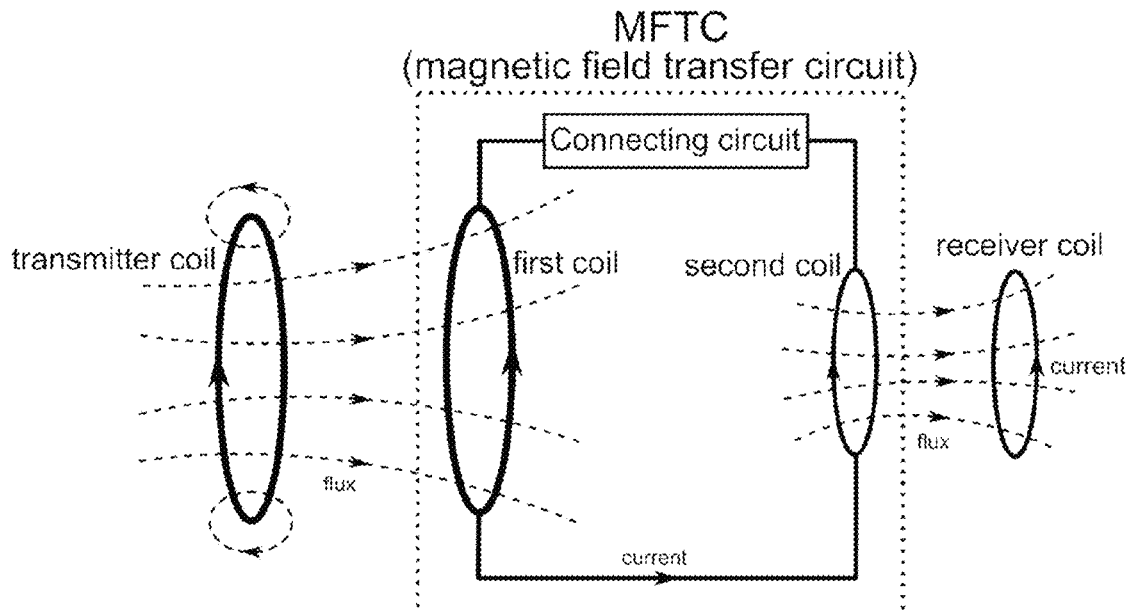 MFTC
(magnetic field transfer circuit)
Connecting circuit
transmitter coil
first coil
second coil
receiver coil
current
flux
flux
current